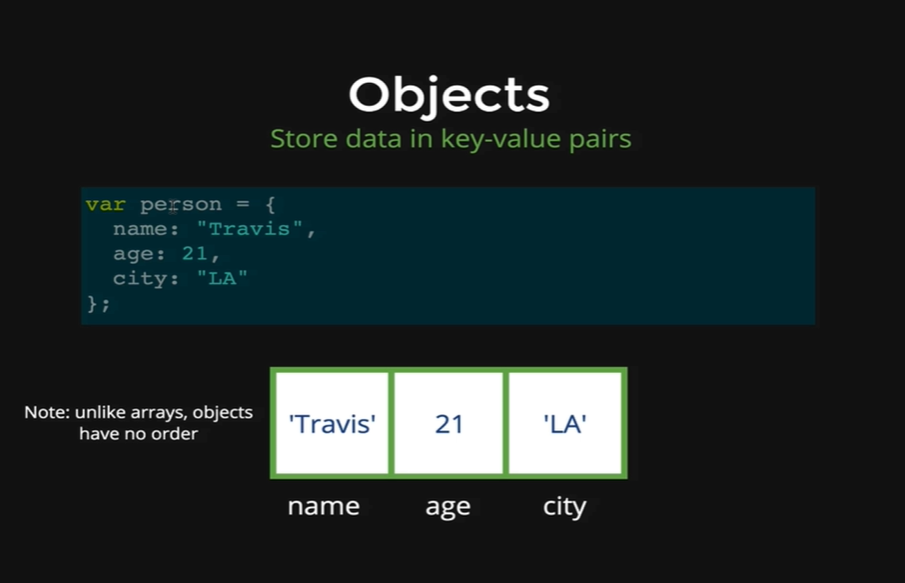 Objects
Store data in key-value pairs
var person = {
name: "Travis",
age: 21,
city: "LA"
};
Note: unlike arrays, objects
have no order
'Travis' 21 'LA'
name age city